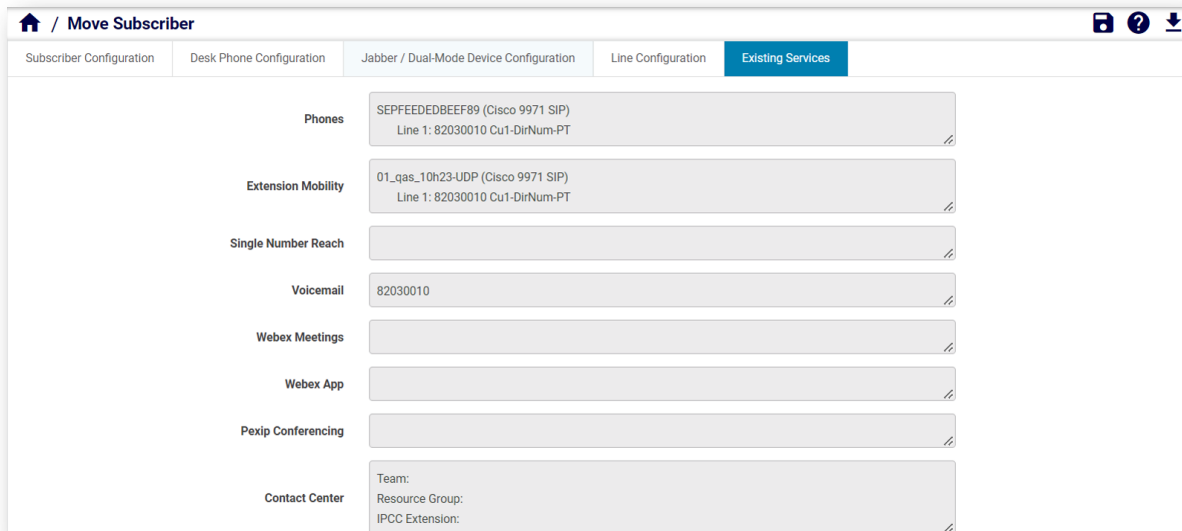 / Move Subscriber
Subscriber Configuration
Desk Phone Configuration
Jabber / Dual-Mode Device Configuration
Line Configuration
Existing Services
Phones
SEPFEEDEDBEEF89 (Cisco 9971 SIP)
Line 1: 82030010 Cu1-DirNum-PT
Extension Mobility
01_qas_10h23-UDP (Cisco 9971 SIP)
Line 1: 82030010 Cu1-DirNum-PT
Single Number Reach
Voicemail
82030010
Webex Meetings
Webex App
Pexip Conferencing
Contact Center
Team:
Resource Group:
IPCC Extension: